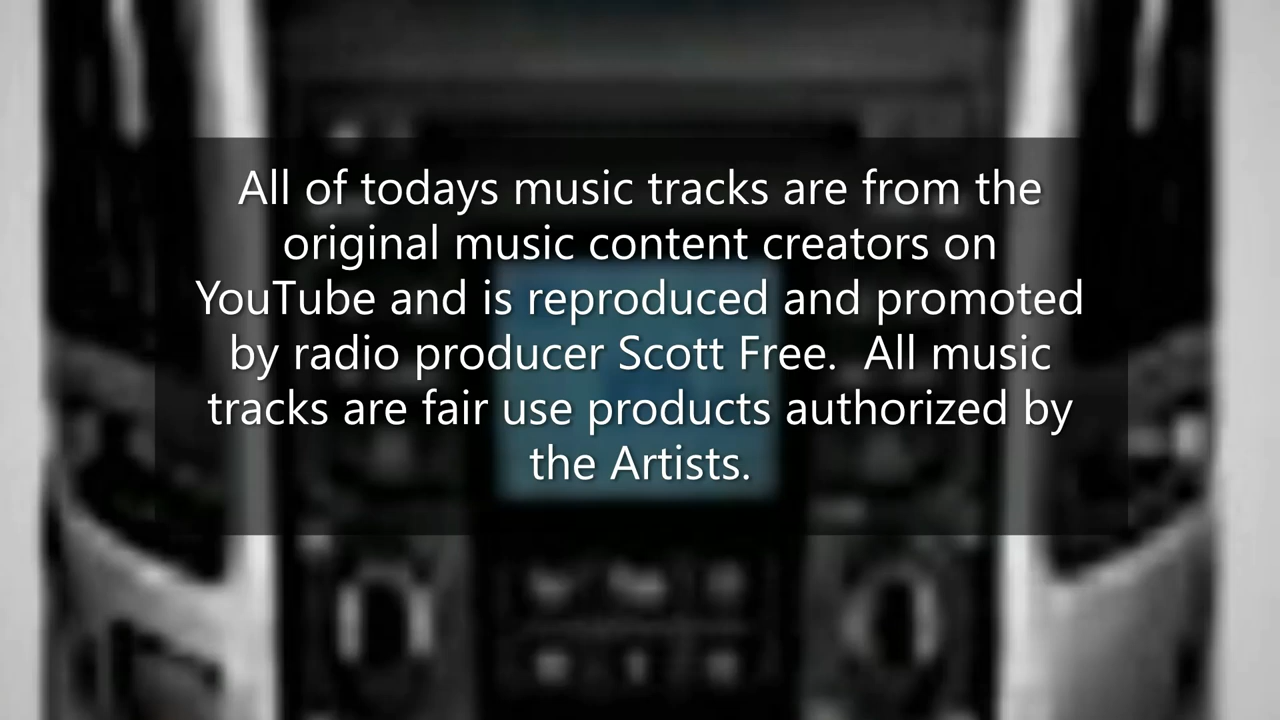 All of todays music tracks are from the
original music content creators on
YouTube and is reproduced and promoted
by radio producer Scott Free.  All music
tracks are fair use products authorized by
the Artists.